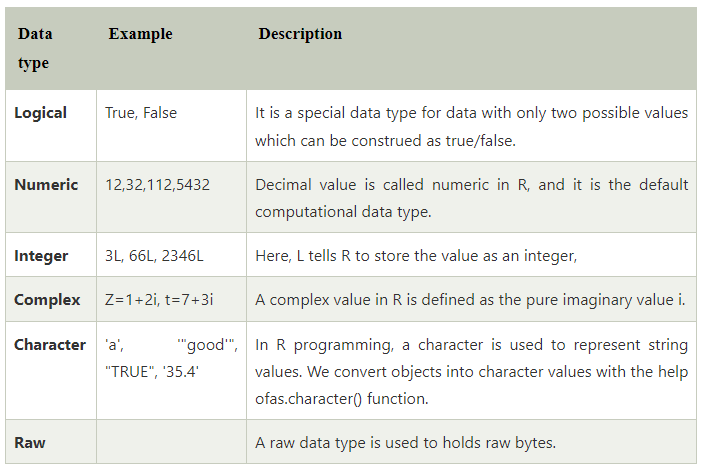 Data type Example Description
Logical True, False It is a special data type for data with only two possible values
which can be construed as true/false.
Numeric 12,32,112,5432 Decimal value is called numeric in R, and it is the default
computational data type.
Integer 3L, 66L, 2346L Here, L tells R to store the value as an integer,
Complex Z=1+2i, t=7+3i A complex value in R is defined as the pure imaginary value i.
Character 'a', '"good"', In R programming, a character is used to represent string
"TRUE", '35.4' values. We convert objects into character values with the help
ofas.character() function.
Raw A raw data type is used to holds raw bytes.